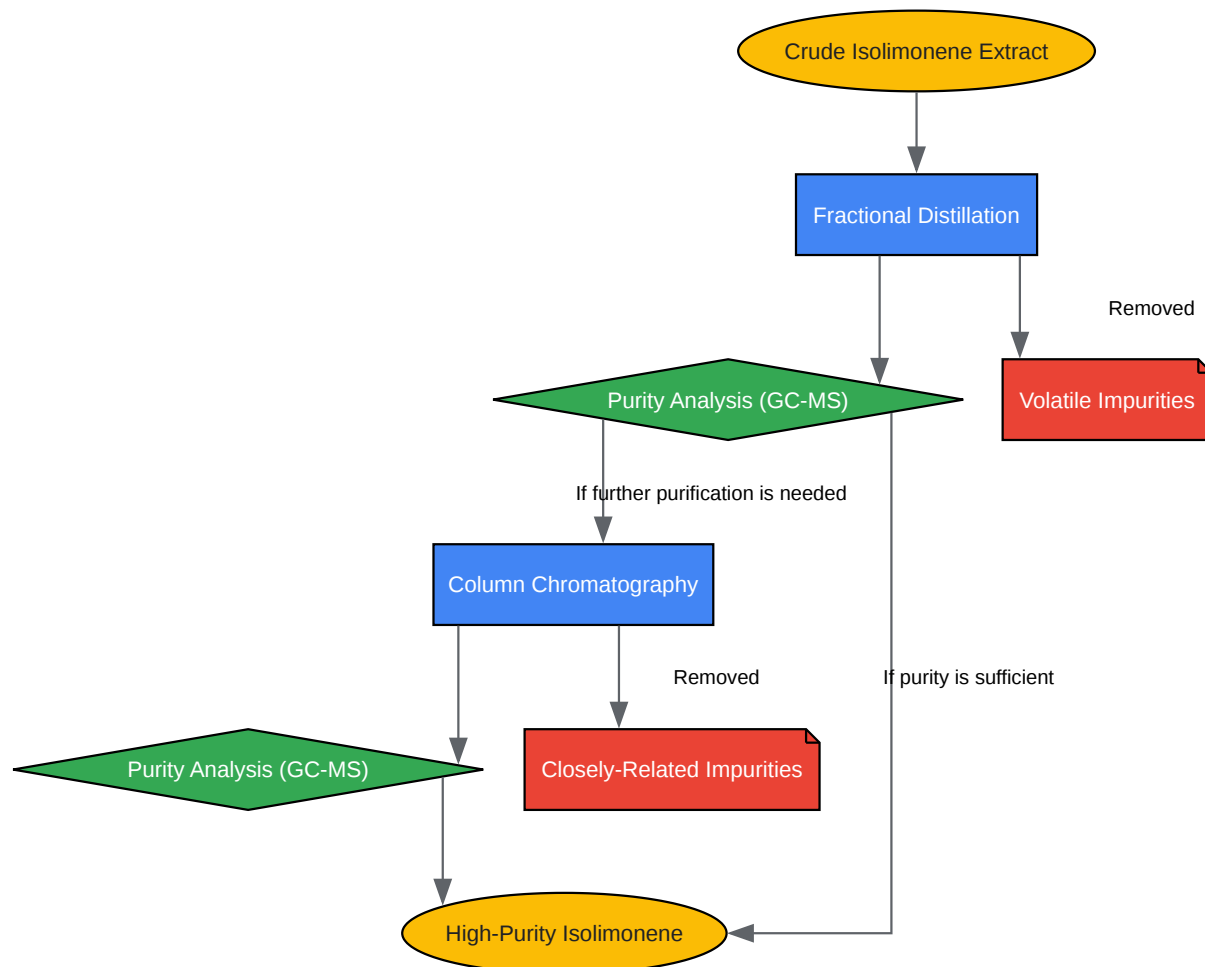 Crude Isolimonene Extract
Fractional Distillation
Removed
Purity Analysis (GC-MS)
Volatile Impurities
If further purification is needed
Column Chromatography
Removed
If purity is sufficient
Purity Analysis (GC-MS)
Closely-Related Impurities
High-Purity Isolimonene